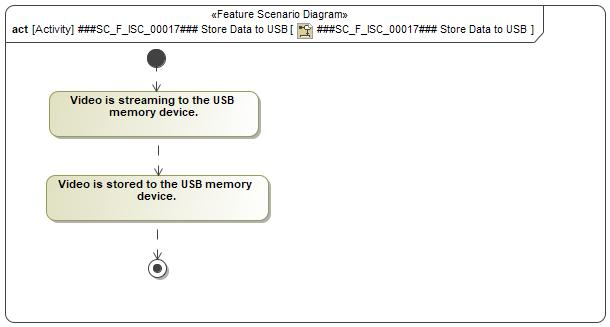 «Feature Scenario Diagram»
act [Activity] ###SC_F_ISC_00017### Store Data to USB [ ###SC_F_ISC_00017### Store Data to USB ]
Video is streaming to the USB
memory device.
Video is stored to the USB memory
device.